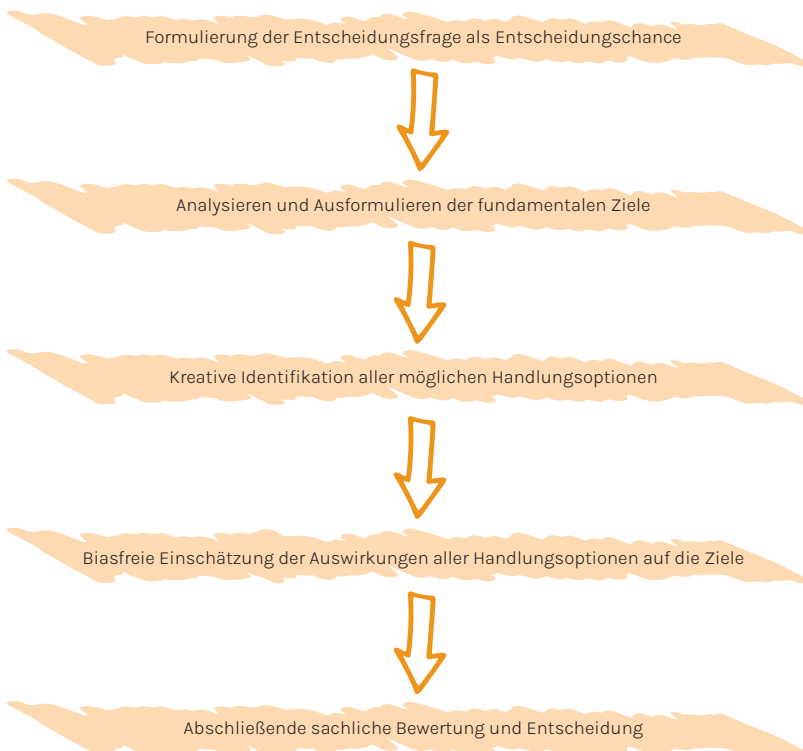 Formulierung der Entscheidungsfrage als Entscheidungschance
Analysieren und Ausformulieren der fundamentalen Ziele
Kreative Identifikation aller möglichen Handlungsoptionen
Biasfreie Einschätzung der Auswirkungen aller Handlungsoptionen auf die Ziele
Abschließende sachliche Bewertung und Entscheidung